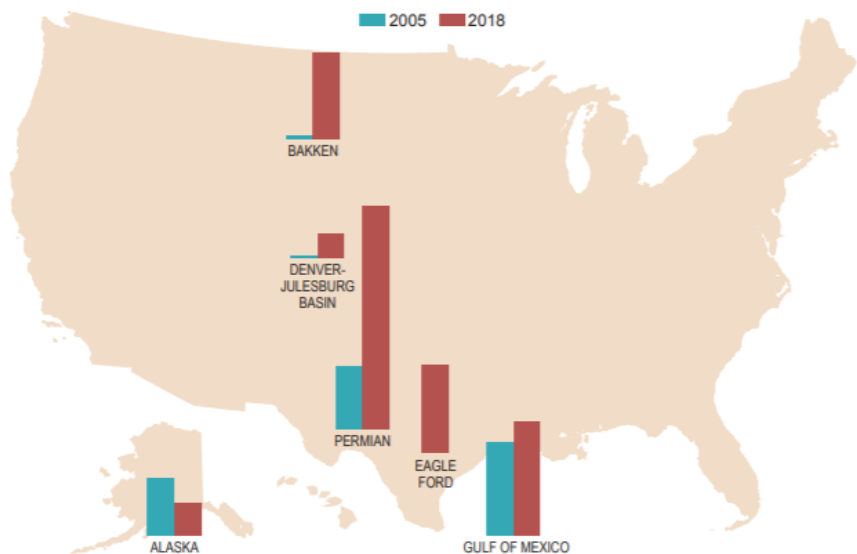 2005 2018
BAKKEN
DENVER-
JULESBURG
BASIN
PERMIAN
EAGLE
FORD
ALASKA
GULF OF MEXICO